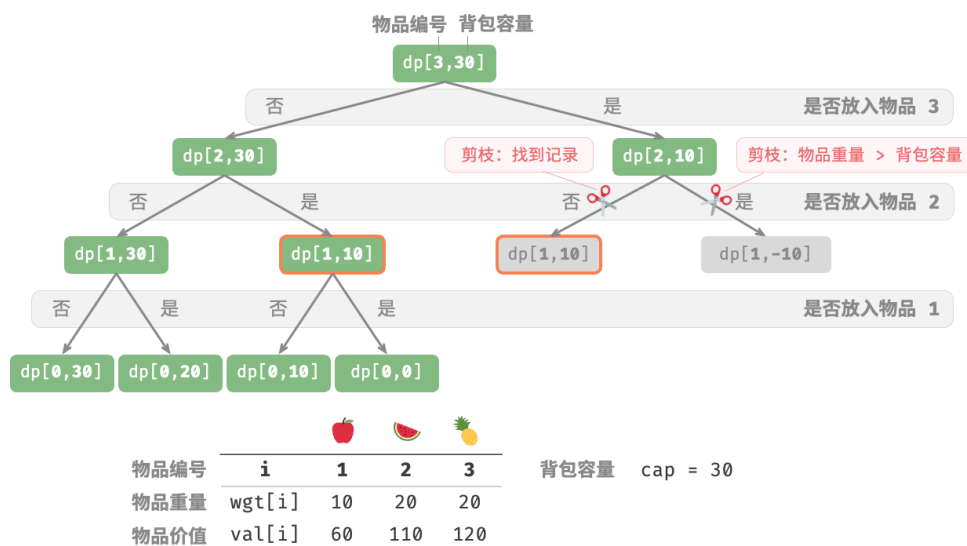 物品编号 背包容量
dp[3,30]
否 是 是否放入物品 3
dp[2,30] 剪枝：找到记录 dp[2,10] 剪枝：物品重量 > 背包容量
否 是 否 是 是否放入物品 2
dp[1,30] dp[1,10] dp[1,10] dp[1,-10]
否 是 否 是 是否放入物品 1
dp[0,30] dp[0,20] dp[0,10] dp[0,0]
物品编号 i 1 2 3 背包容量 cap = 30
物品重量 wgt[i] 10 20 20
物品价值 val[i] 60 110 120